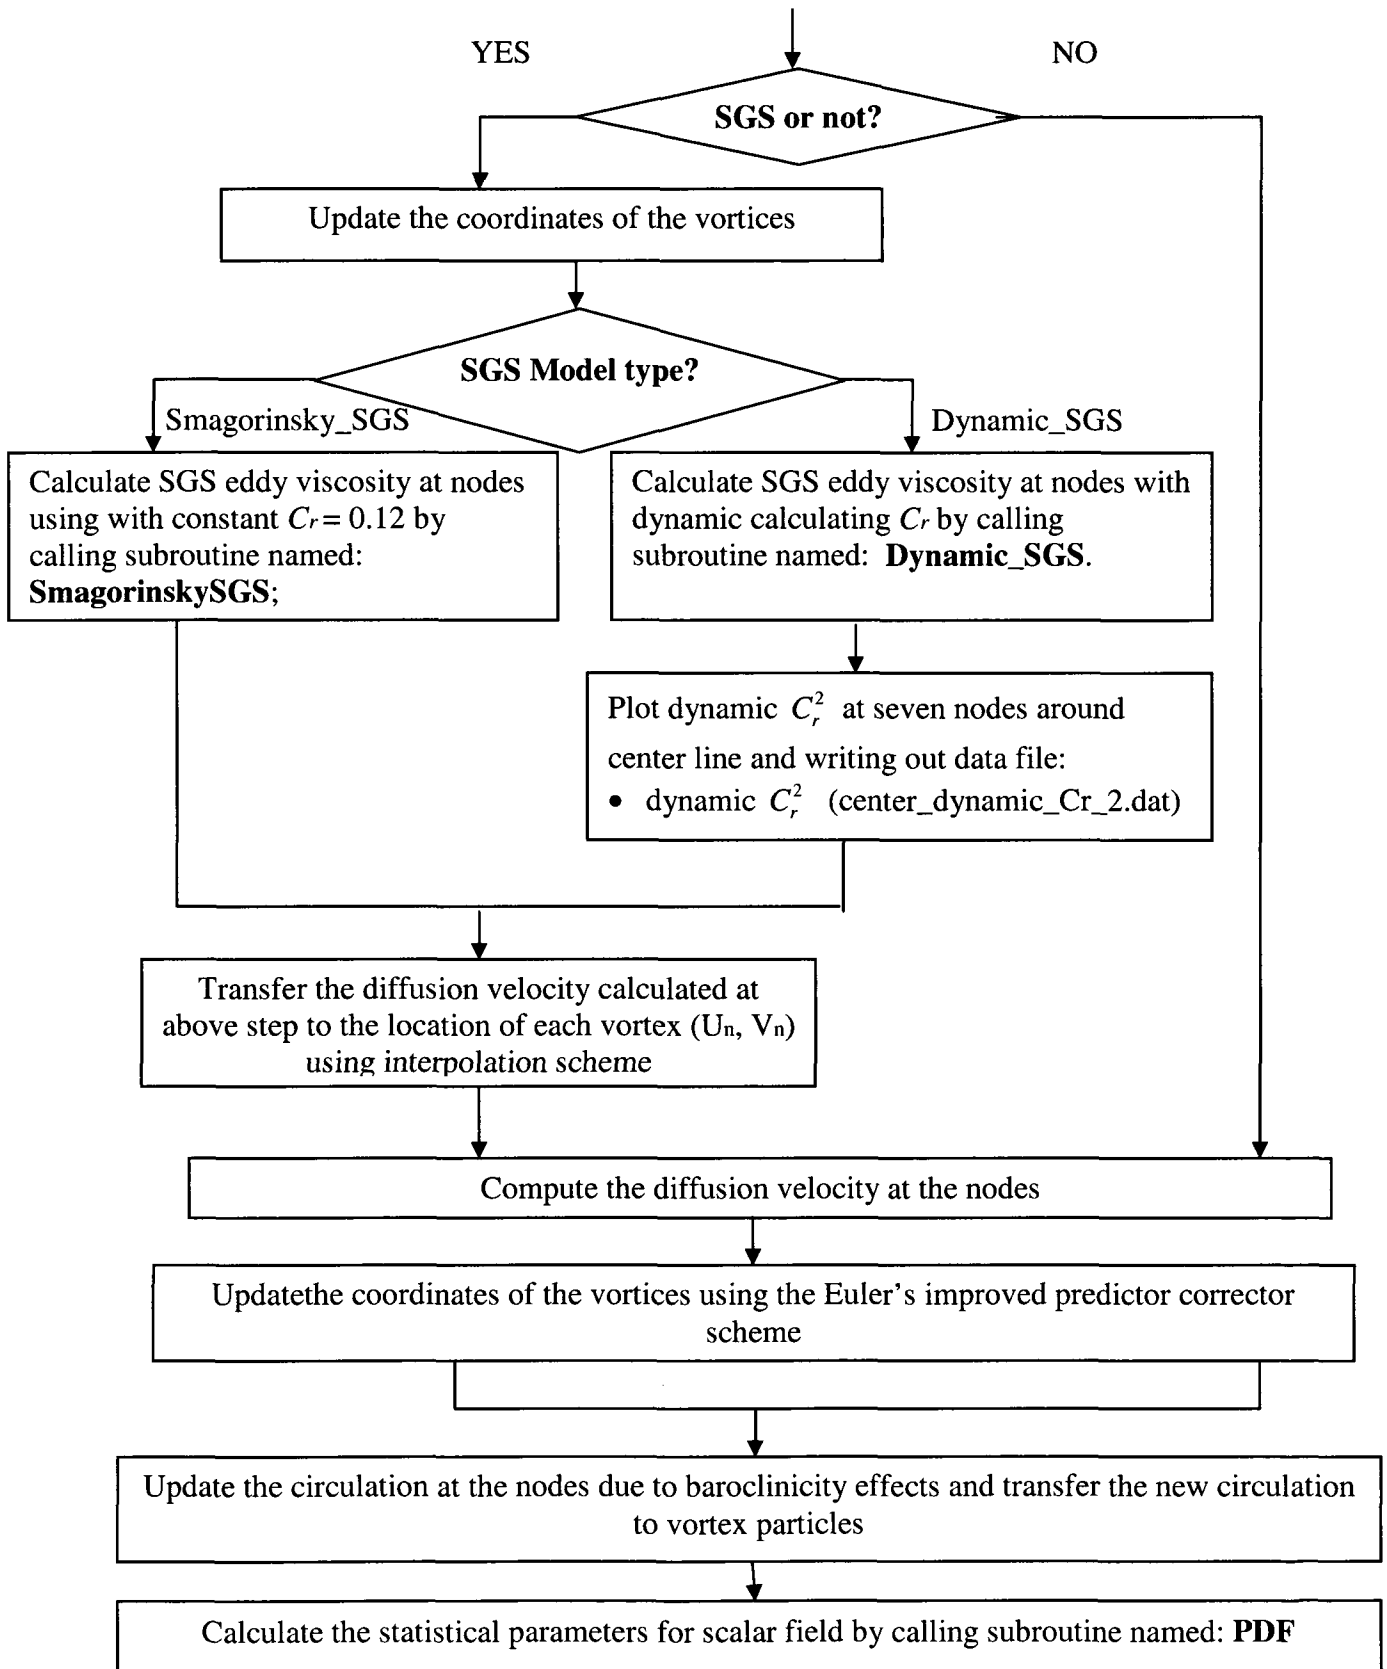 YES
NO
SGS or not?
Update the coordinates of the vortices
SGS Model type?
Smagorinsky_SGS
Dynamic_SGS
Calculate SGS eddy viscosity at nodes
using with constant Cr = 0.12 by
calling subroutine named:
SmagorinskySGS;
Calculate SGS eddy viscosity at nodes with
dynamic calculating Cr by calling
subroutine named: Dynamic_SGS.
Plot dynamic C_r^2 at seven nodes around
center line and writing out data file:
• dynamic C_r^2 (center_dynamic_Cr_2.dat)
Transfer the diffusion velocity calculated at
above step to the location of each vortex (Un, Vn)
using interpolation scheme
Compute the diffusion velocity at the nodes
Updatethe coordinates of the vortices using the Euler's improved predictor corrector
scheme
Update the circulation at the nodes due to baroclinicity effects and transfer the new circulation
to vortex particles
Calculate the statistical parameters for scalar field by calling subroutine named: PDF